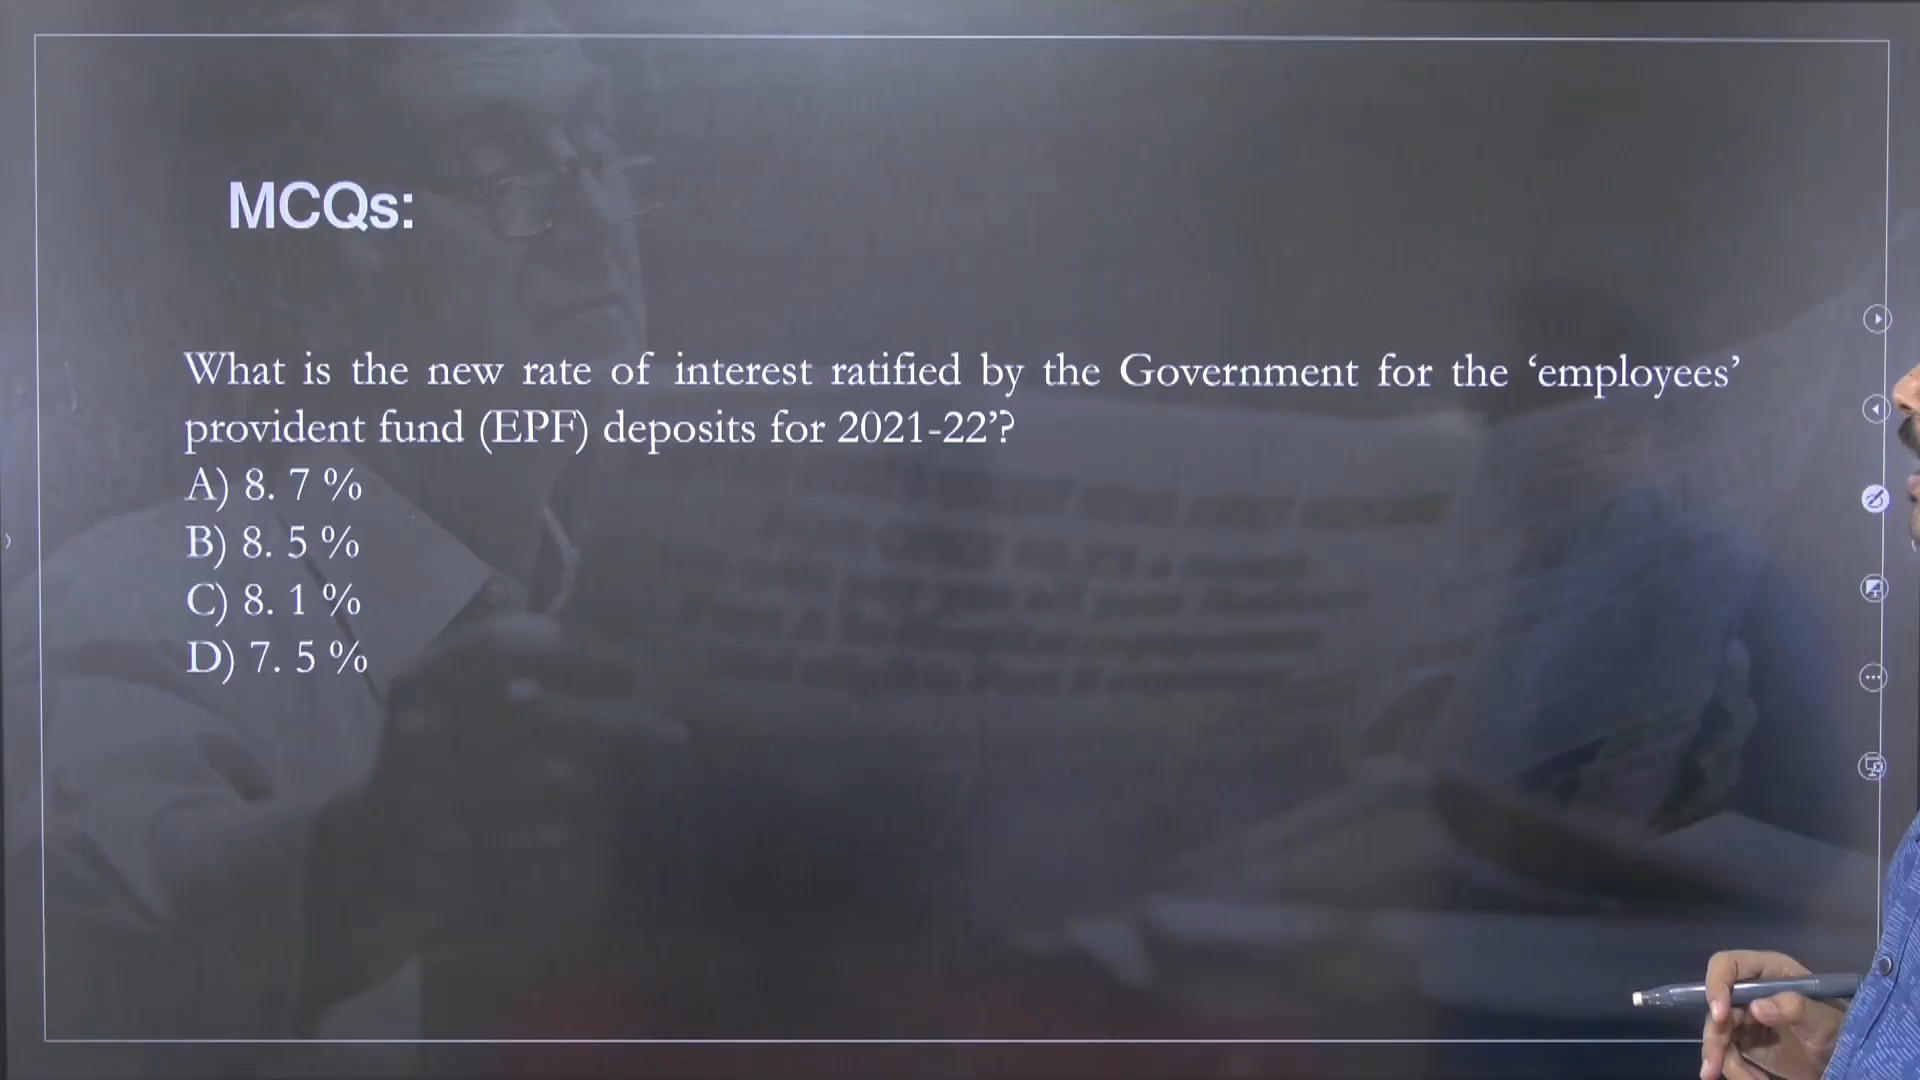 MCQs:
What is the new rate of interest ratified by the Government for the ‘employees’
provident fund (EPF) deposits for 2021-22’?
A) 8. 7 %
B) 8. 5 %
C) 8. 1 %
D) 7. 5 %